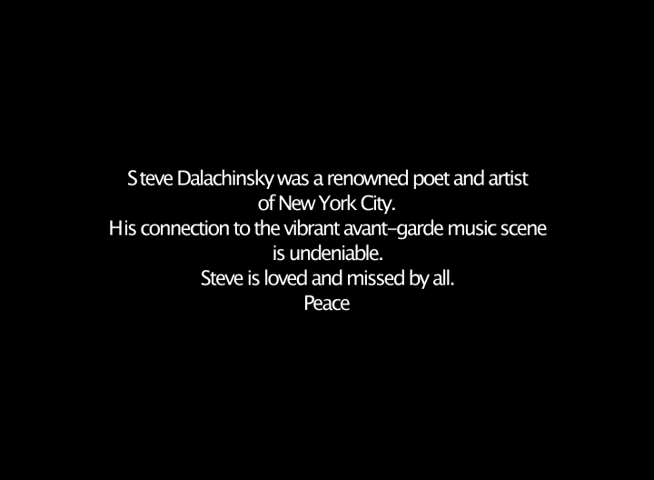 Steve Dalachinsky was a renowned poet and artist
of New York City.
His connection to the vibrant avant-garde music scene
is undeniable.
Steve is loved and missed by all.
Peace